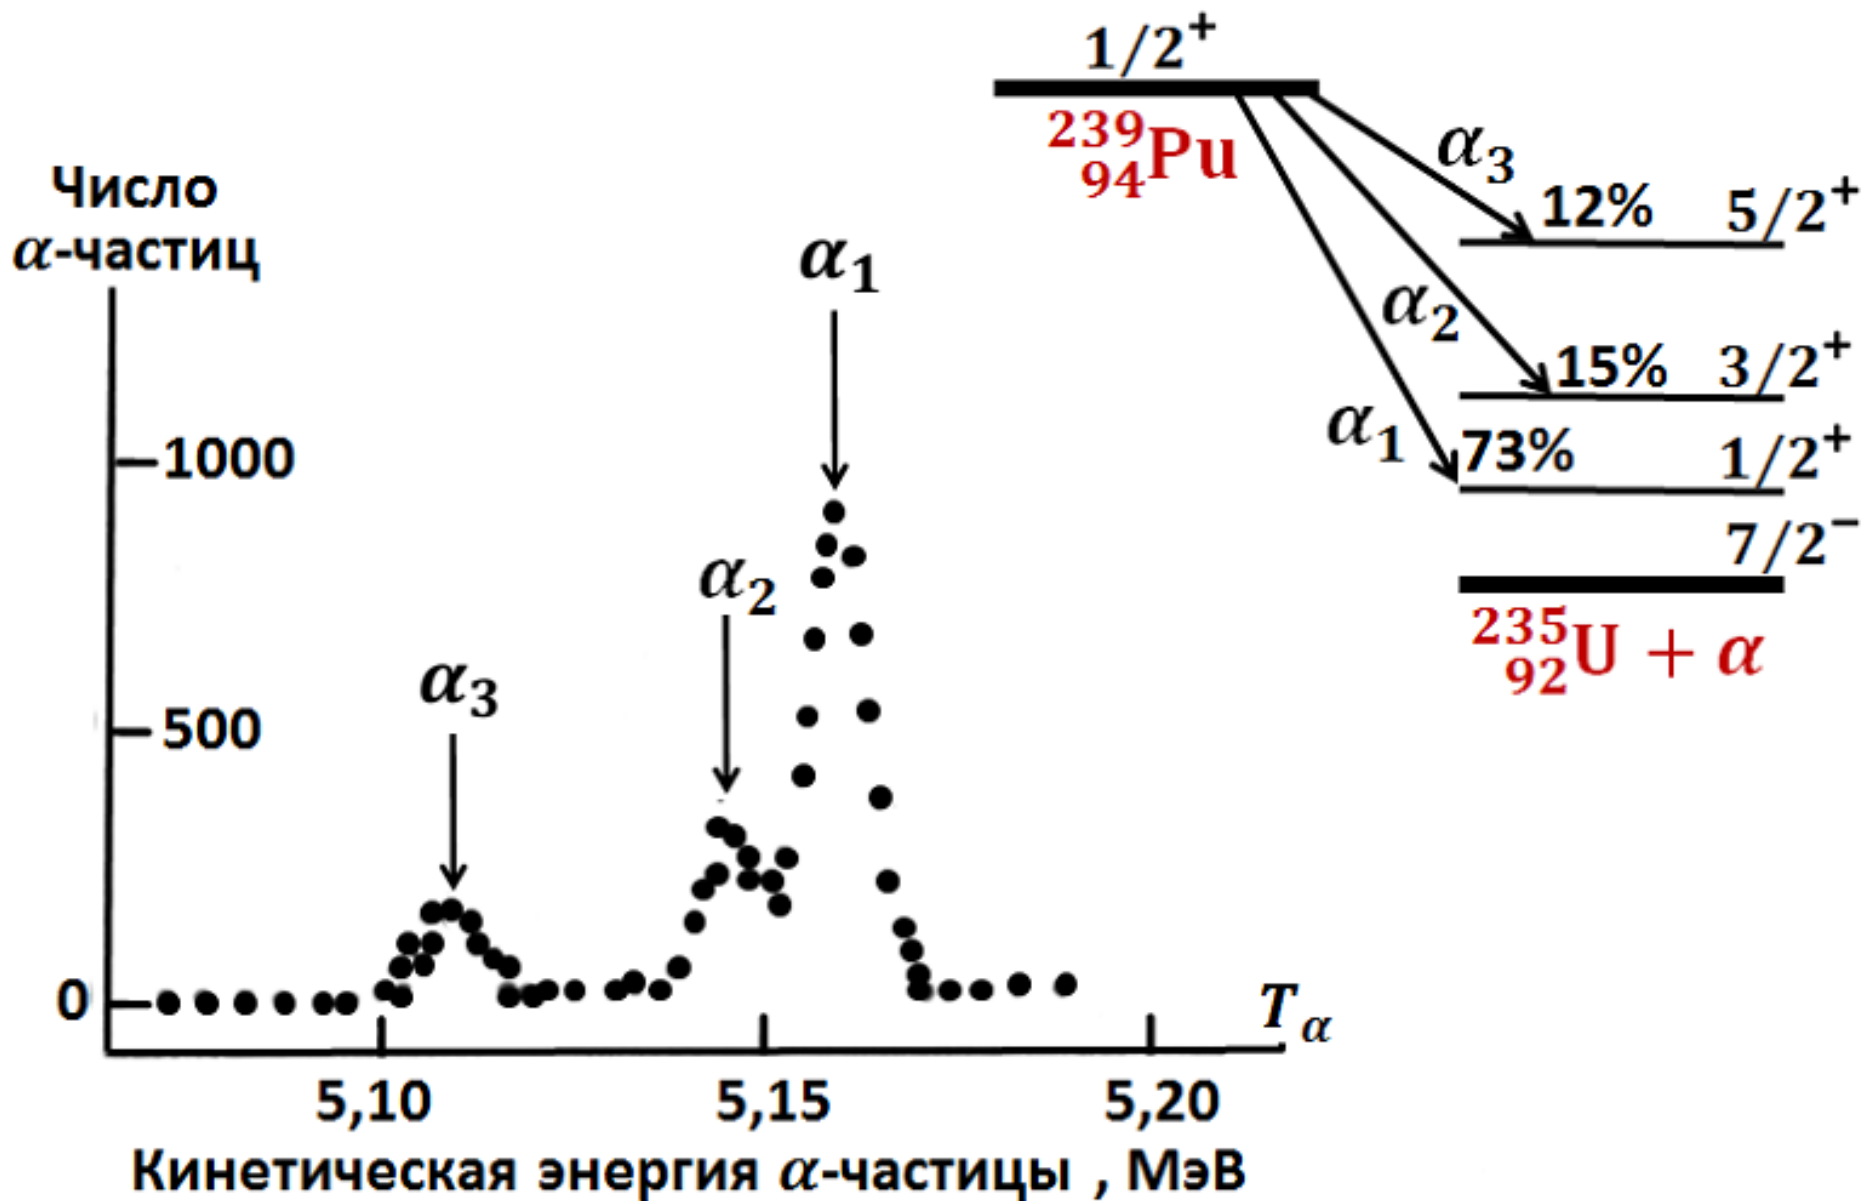 1/2⁺
²³⁹₉₄Pu
α₃
12% 5/2⁺
α₂
15% 3/2⁺
α₁
73% 1/2⁺
7/2⁻
²³⁵₉₂U + α
Число
α-частиц
α₁
1000
α₂
α₃
500
0
Tα
5,10 5,15 5,20
Кинетическая энергия α-частицы , МэВ